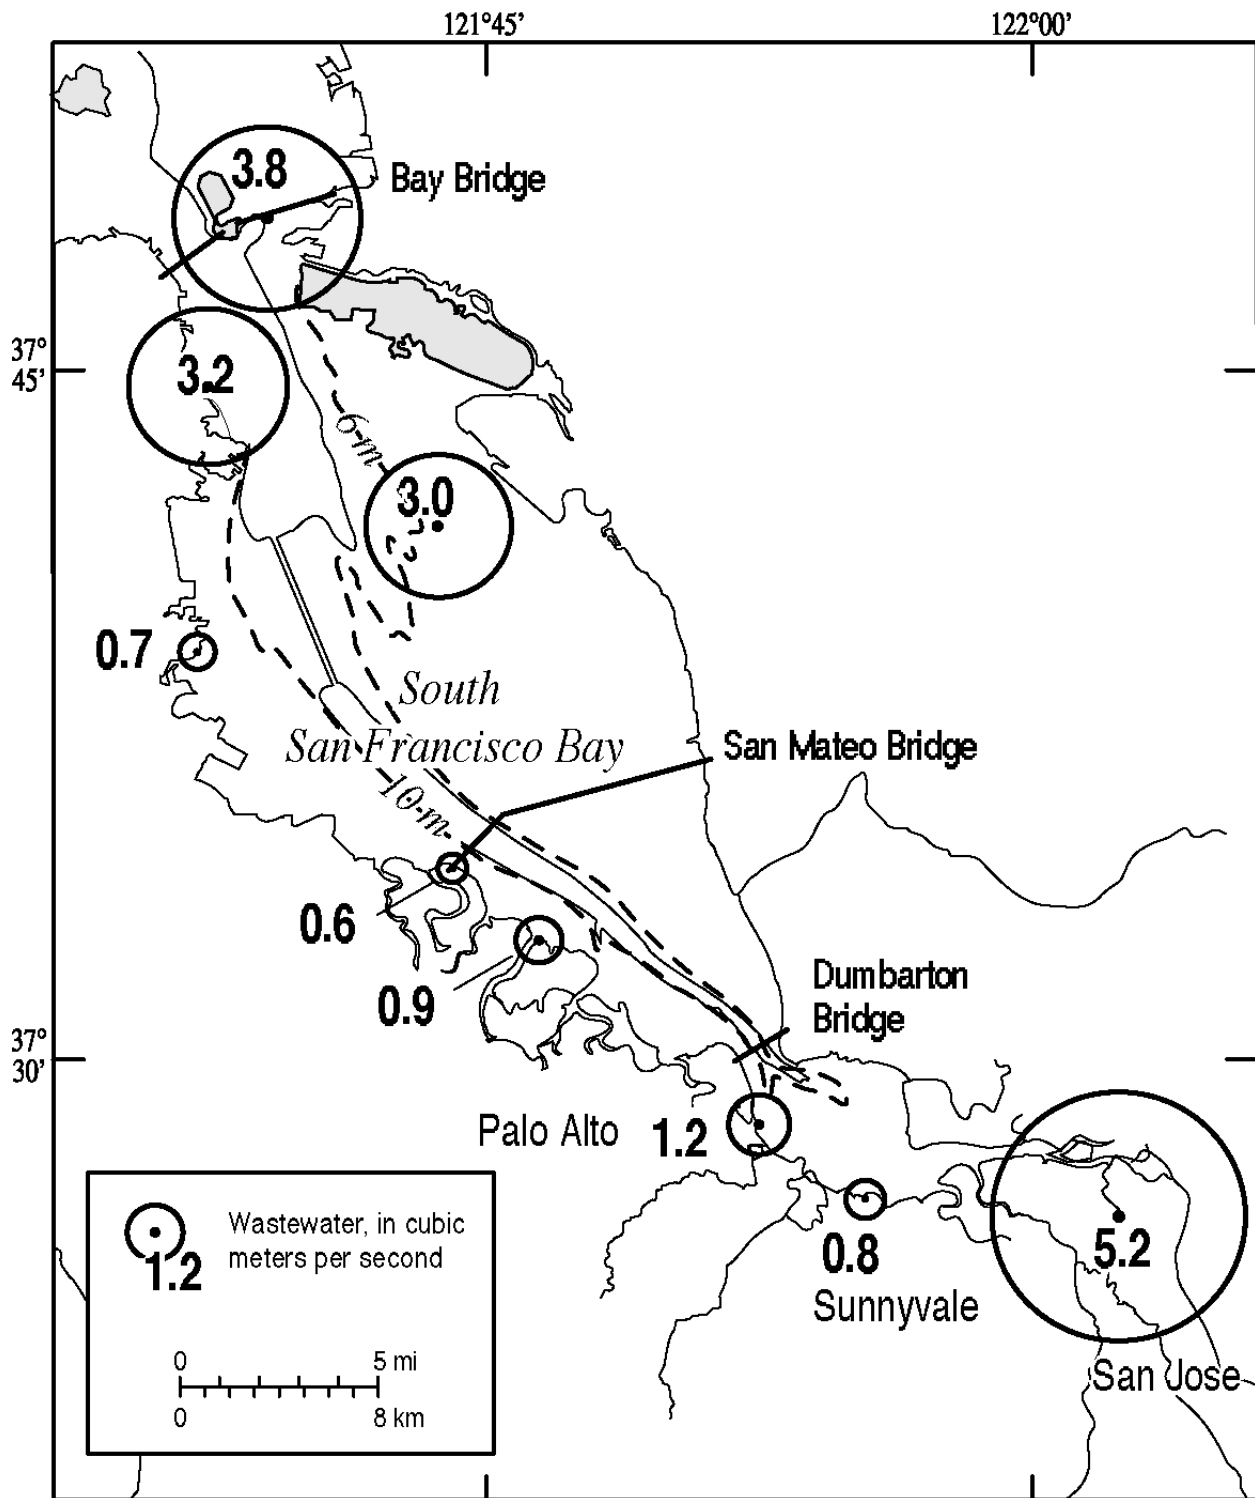 121°45'
122°00'
3.8
Bay Bridge
37°
45'
3.2
6-m
3.0
0.7
South
San Francisco Bay
San Mateo Bridge
10-m
0.6
0.9
Dumbarton
Bridge
37°
30'
Palo Alto
1.2
0.8
Sunnyvale
5.2
San Jose
1.2
Wastewater, in cubic
meters per second
0 5 mi
0 8 km